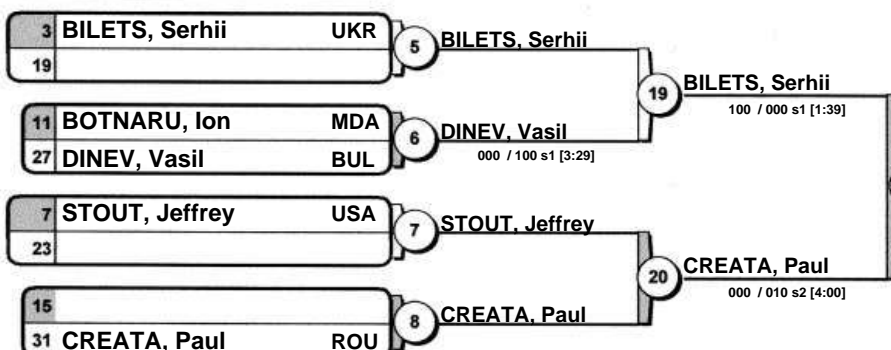 3 BILETS, Serhii UKR
19
5
BILETS, Serhii
11 BOTNARU, Ion MDA
27 DINEV, Vasil BUL
6
DINEV, Vasil
000 / 100 s1 [3:29]
19
BILETS, Serhii
100 / 000 s1 [1:39]
7 STOUT, Jeffrey USA
23
7
STOUT, Jeffrey
15
31 CREATA, Paul ROU
8
CREATA, Paul
20
CREATA, Paul
000 / 010 s2 [4:00]